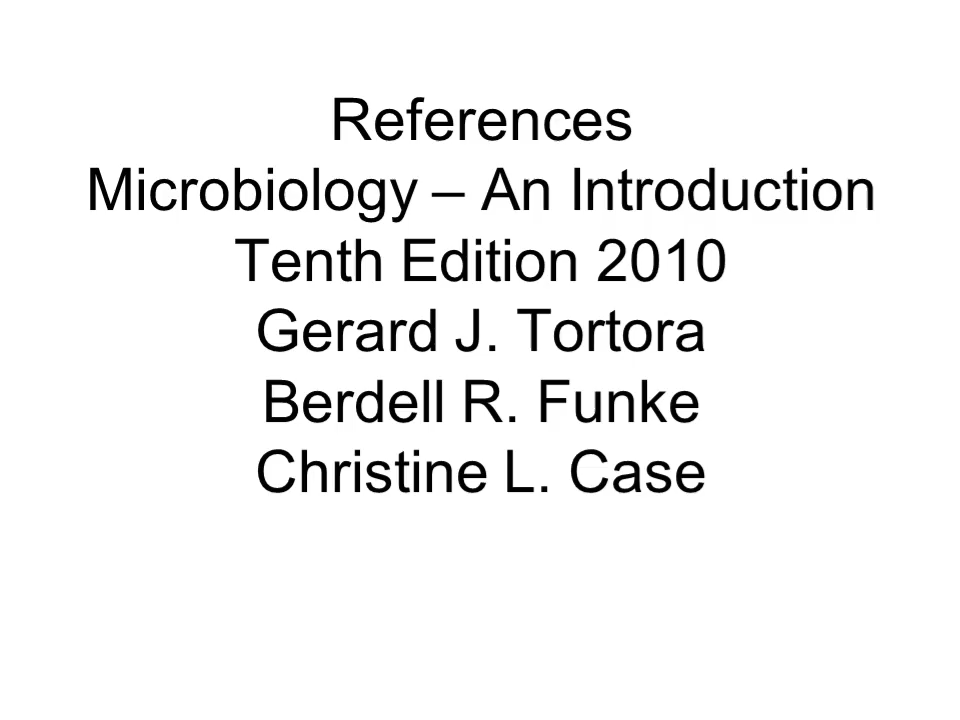 References
Microbiology – An Introduction
Tenth Edition 2010
Gerard J. Tortora
Berdell R. Funke
Christine L. Case